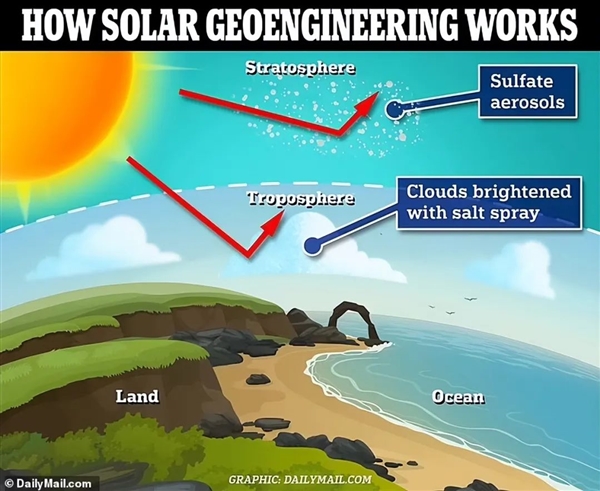 HOW SOLAR GEOENGINEERING WORKS
Stratosphere
Sulfate
aerosols
Troposphere
Clouds brightened
with salt spray
Land
Ocean
GRAPHIC: DAILYMAIL.COM
© DailyMail.com